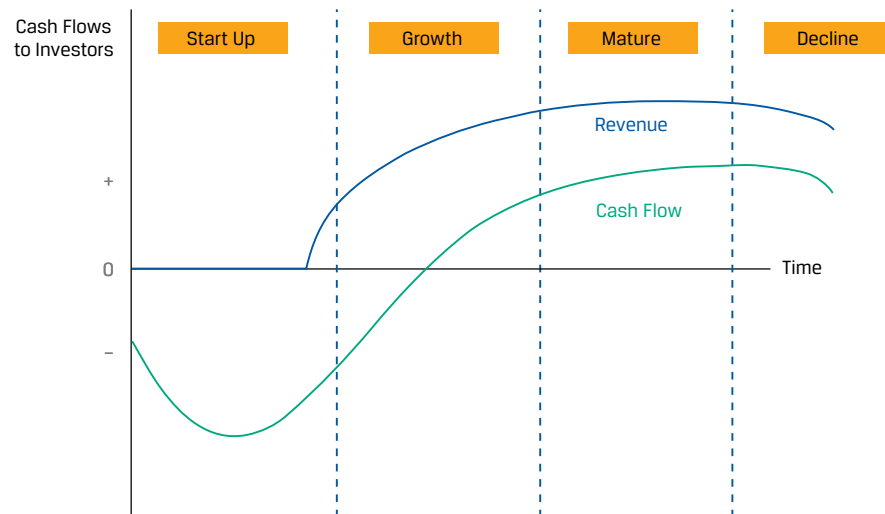 Cash Flows
to Investors
Start Up
Growth
Mature
Decline
Revenue
+
Cash Flow
0
Time
–